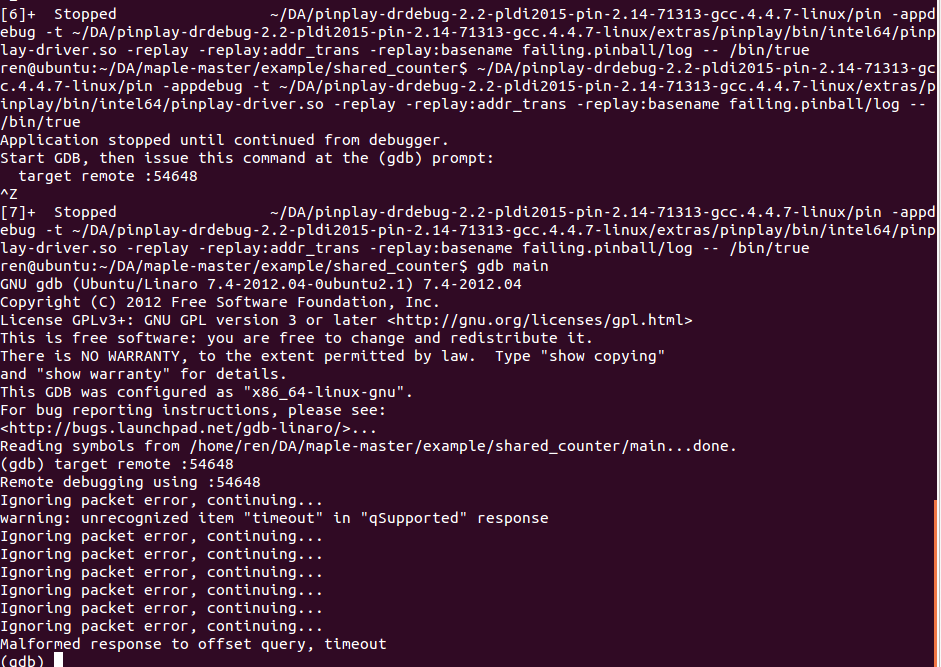 [6]+  Stopped                 ~/DA/pinplay-drdebug-2.2-pldi2015-pin-2.14-71313-gcc.4.4.7-linux/pin -appd
ebug -t ~/DA/pinplay-drdebug-2.2-pldi2015-pin-2.14-71313-gcc.4.4.7-linux/extras/pinplay/bin/intel64/pinp
lay-driver.so -replay -replay:addr_trans -replay:basename failing.pinball/log -- /bin/true
ren@ubuntu:~/DA/maple-master/example/shared_counter$ ~/DA/pinplay-drdebug-2.2-pldi2015-pin-2.14-71313-gc
c.4.4.7-linux/pin -appdebug -t ~/DA/pinplay-drdebug-2.2-pldi2015-pin-2.14-71313-gcc.4.4.7-linux/extras/p
inplay/bin/intel64/pinplay-driver.so -replay -replay:addr_trans -replay:basename failing.pinball/log --
/bin/true
Application stopped until continued from debugger.
Start GDB, then issue this command at the (gdb) prompt:
  target remote :54648
^Z
[7]+  Stopped                 ~/DA/pinplay-drdebug-2.2-pldi2015-pin-2.14-71313-gcc.4.4.7-linux/pin -appd
ebug -t ~/DA/pinplay-drdebug-2.2-pldi2015-pin-2.14-71313-gcc.4.4.7-linux/extras/pinplay/bin/intel64/pinp
lay-driver.so -replay -replay:addr_trans -replay:basename failing.pinball/log -- /bin/true
ren@ubuntu:~/DA/maple-master/example/shared_counter$ gdb main
GNU gdb (Ubuntu/Linaro 7.4-2012.04-0ubuntu2.1) 7.4-2012.04
Copyright (C) 2012 Free Software Foundation, Inc.
License GPLv3+: GNU GPL version 3 or later <http://gnu.org/licenses/gpl.html>
This is free software: you are free to change and redistribute it.
There is NO WARRANTY, to the extent permitted by law.  Type "show copying"
and "show warranty" for details.
This GDB was configured as "x86_64-linux-gnu".
For bug reporting instructions, please see:
<http://bugs.launchpad.net/gdb-linaro/>...
Reading symbols from /home/ren/DA/maple-master/example/shared_counter/main...done.
(gdb) target remote :54648
Remote debugging using :54648
Ignoring packet error, continuing...
warning: unrecognized item "timeout" in "qSupported" response
Ignoring packet error, continuing...
Ignoring packet error, continuing...
Ignoring packet error, continuing...
Ignoring packet error, continuing...
Ignoring packet error, continuing...
Ignoring packet error, continuing...
Malformed response to offset query, timeout
(gdb)